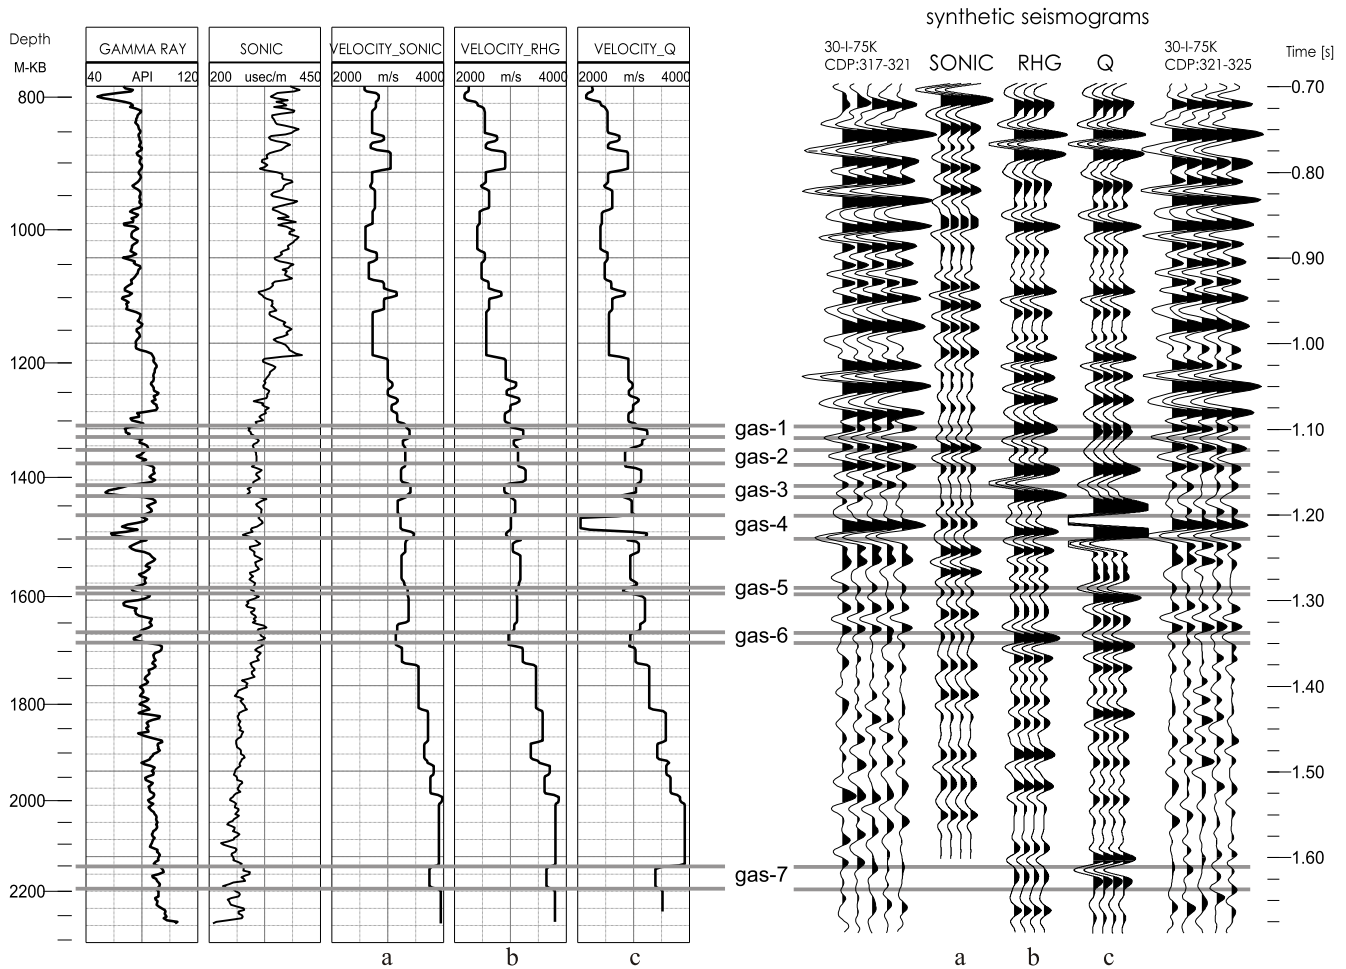 synthetic seismograms
Depth
M-KB
GAMMA RAY
SONIC
VELOCITY_SONIC
VELOCITY_RHG
VELOCITY_Q
40 API 120
200 usec/m 450
2000 m/s 4000
2000 m/s 4000
2000 m/s 4000
30-I-75K
CDP:317-321
SONIC
RHG
Q
30-I-75K
CDP:321-325
Time [s]
800
1000
1200
1400
1600
1800
2000
2200
gas-1
gas-2
gas-3
gas-4
gas-5
gas-6
gas-7
0.70
0.80
0.90
1.00
1.10
1.20
1.30
1.40
1.50
1.60
a b c a b c